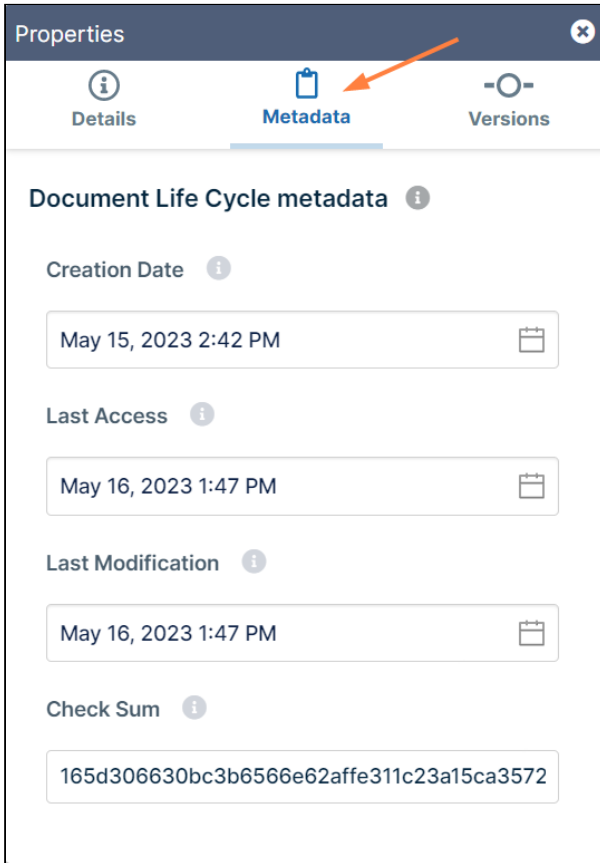 Properties
Details Metadata Versions
Document Life Cycle metadata
Creation Date
May 15, 2023 2:42 PM
Last Access
May 16, 2023 1:47 PM
Last Modification
May 16, 2023 1:47 PM
Check Sum
165d306630bc3b6566e62affe311c23a15ca3572